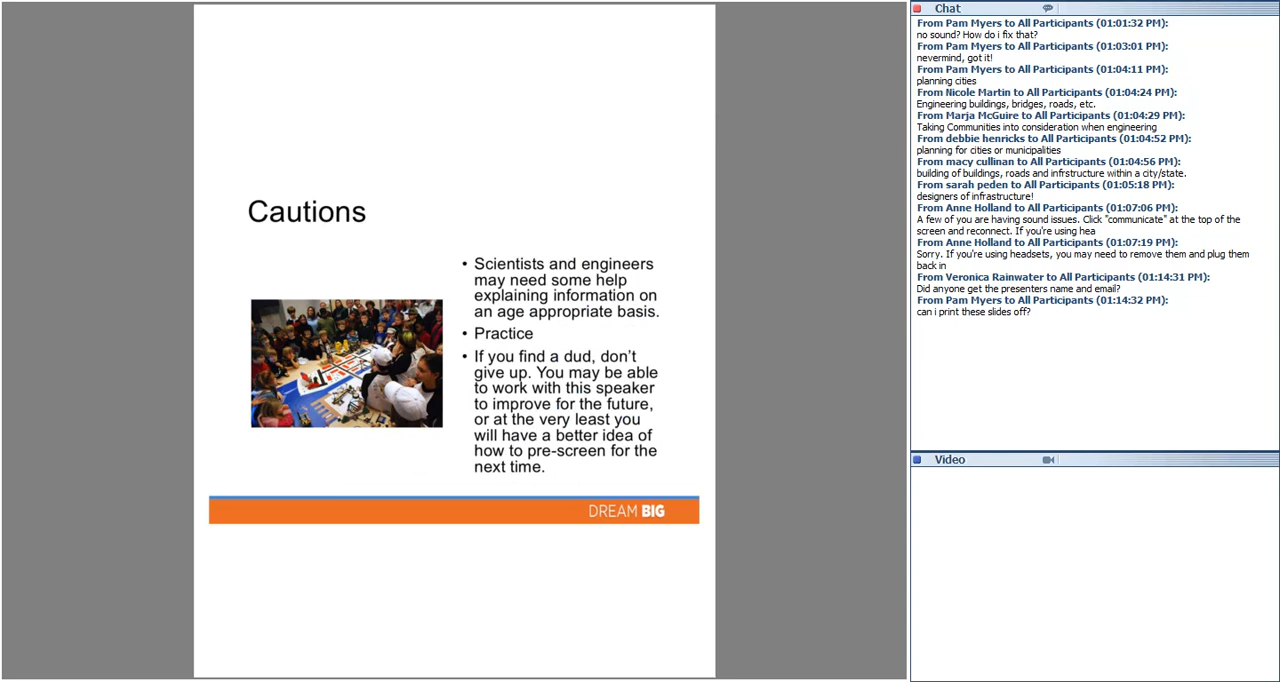 Cautions
• Scientists and engineers
may need some help
explaining information on
an age appropriate basis.
• Practice
• If you find a dud, don’t
give up. You may be able
to work with this speaker
to improve for the future,
or at the very least you
will have a better idea of
how to pre-screen for the
next time.
DREAM BIG
Chat
From Pam Myers to All Participants (01:01:32 PM):
no sound? How do i fix that?
From Pam Myers to All Participants (01:03:01 PM):
nevermind, got it!
From Pam Myers to All Participants (01:04:11 PM):
planning cities
From Nicole Martin to All Participants (01:04:24 PM):
Engineering buildings, bridges, roads, etc.
From Marja McGuire to All Participants (01:04:29 PM):
Taking Communities into consideration when engineering
From debbie henricks to All Participants (01:04:52 PM):
planning for cities or municipalities
From macy cullinan to All Participants (01:04:56 PM):
building of buildings, roads and infrstructure within a city/state.
From sarah peden to All Participants (01:05:18 PM):
designers of infrastructure!
From Anne Holland to All Participants (01:07:06 PM):
A few of you are having sound issues. Click "communicate" at the top of the
screen and reconnect. If you're using hea
From Anne Holland to All Participants (01:07:19 PM):
Sorry. If you're using headsets, you may need to remove them and plug them
back in
From Veronica Rainwater to All Participants (01:14:31 PM):
Did anyone get the presenters name and email?
From Pam Myers to All Participants (01:14:32 PM):
can i print these slides off?
Video